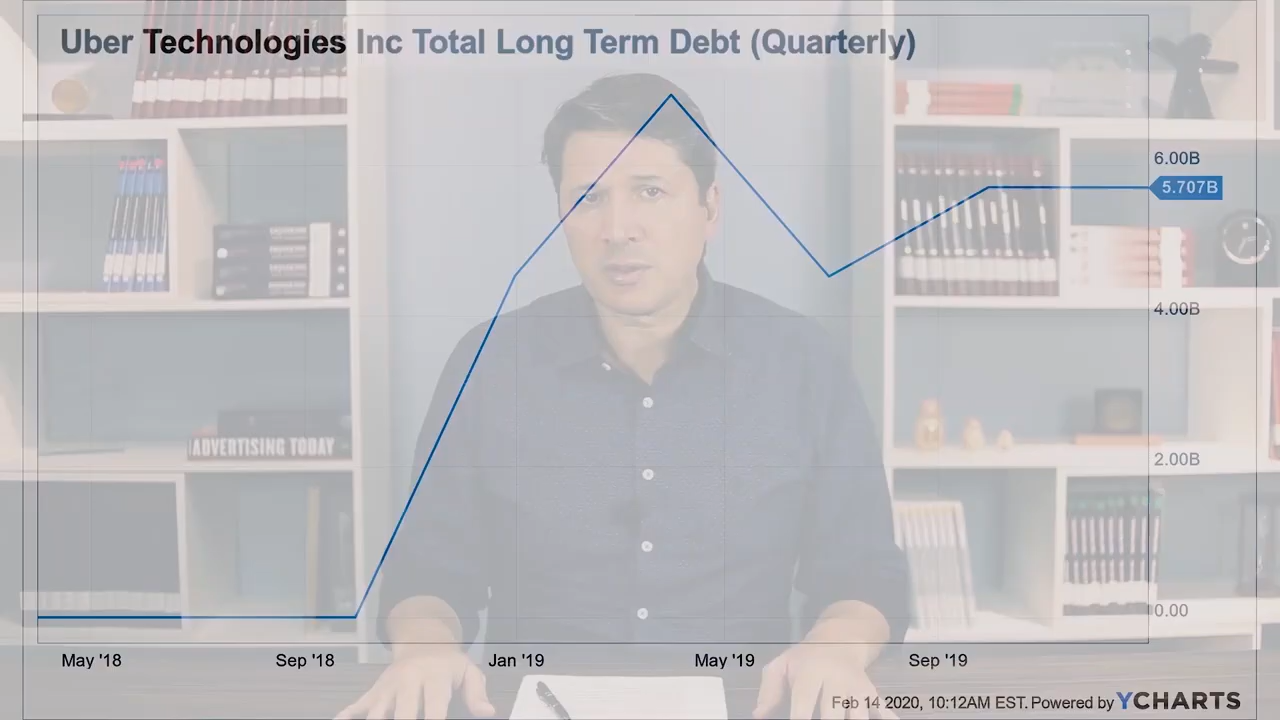 Uber Technologies Inc Total Long Term Debt (Quarterly)
6.00B
5.707B
4.00B
ADVERTISING TODAY
2.00B
0.00
May '18
Sep '18
Jan '19
May '19
Sep '19
Feb 14 2020, 10:12AM EST. Powered by YCHARTS